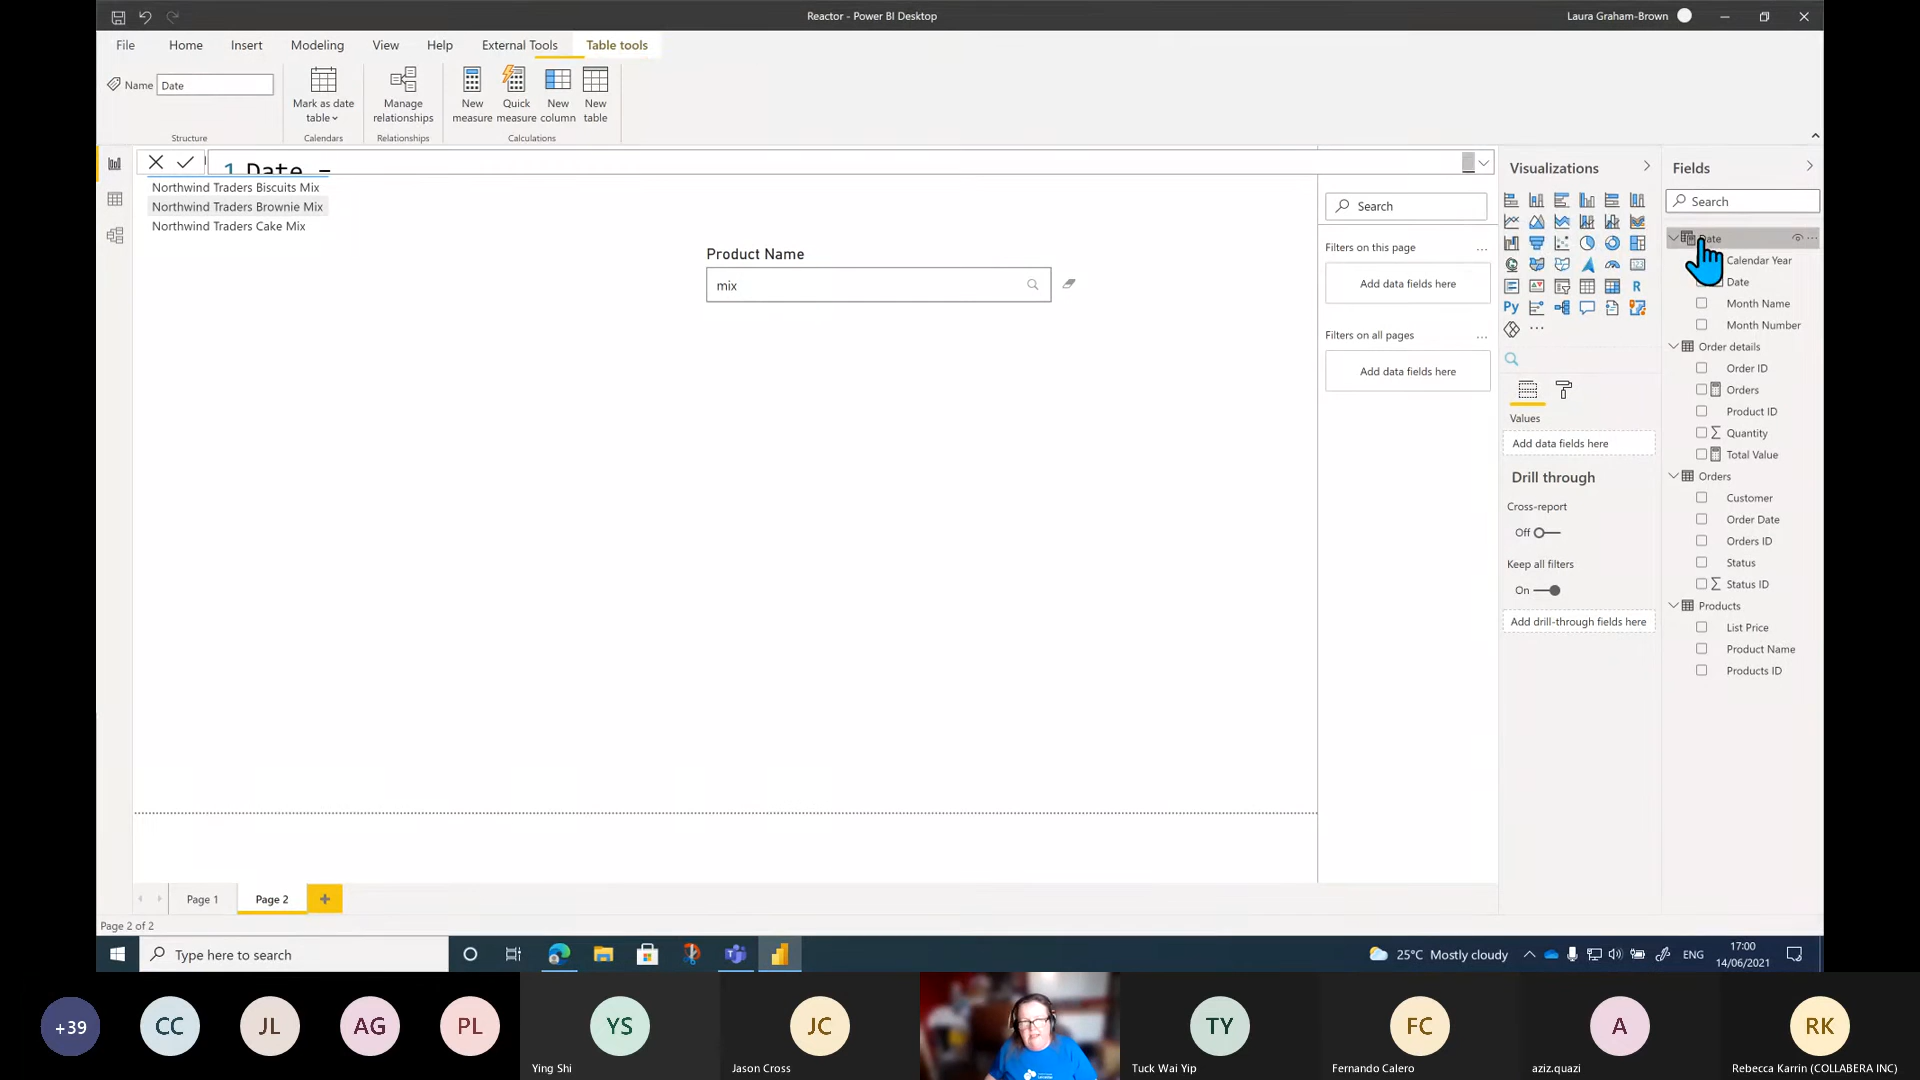 Reactor - Power BI Desktop
Laura Graham-Brown
File
Home
Insert
Modeling
View
Help
External Tools
Table tools
Name
Date
Mark as date
table
Manage
relationships
New
measure
Quick
measure
New
column
New
table
Structure
Calendars
Relationships
Calculations
1 Date =
Northwind Traders Biscuits Mix
Northwind Traders Brownie Mix
Northwind Traders Cake Mix
Product Name
mix
Search
Filters on this page
...
Add data fields here
Filters on all pages
...
Add data fields here
Visualizations
R
Py
...
Values
Add data fields here
Drill through
Cross-report
Off
Keep all filters
On
Add drill-through fields here
Fields
Search
Date
Calendar Year
Date
Month Name
Month Number
Order details
Order ID
Orders
Product ID
Quantity
Total Value
Orders
Customer
Order Date
Orders ID
Status
Status ID
Products
List Price
Product Name
Products ID
Page 1
Page 2
+
Page 2 of 2
Type here to search
25°C Mostly cloudy
ENG
17:00
14/06/2021
+39
CC
JL
AG
PL
YS
Ying Shi
JC
Jason Cross
TY
Tuck Wai Yip
FC
Fernando Calero
A
aziz.quazi
RK
Rebecca Karrin (COLLABERA INC)